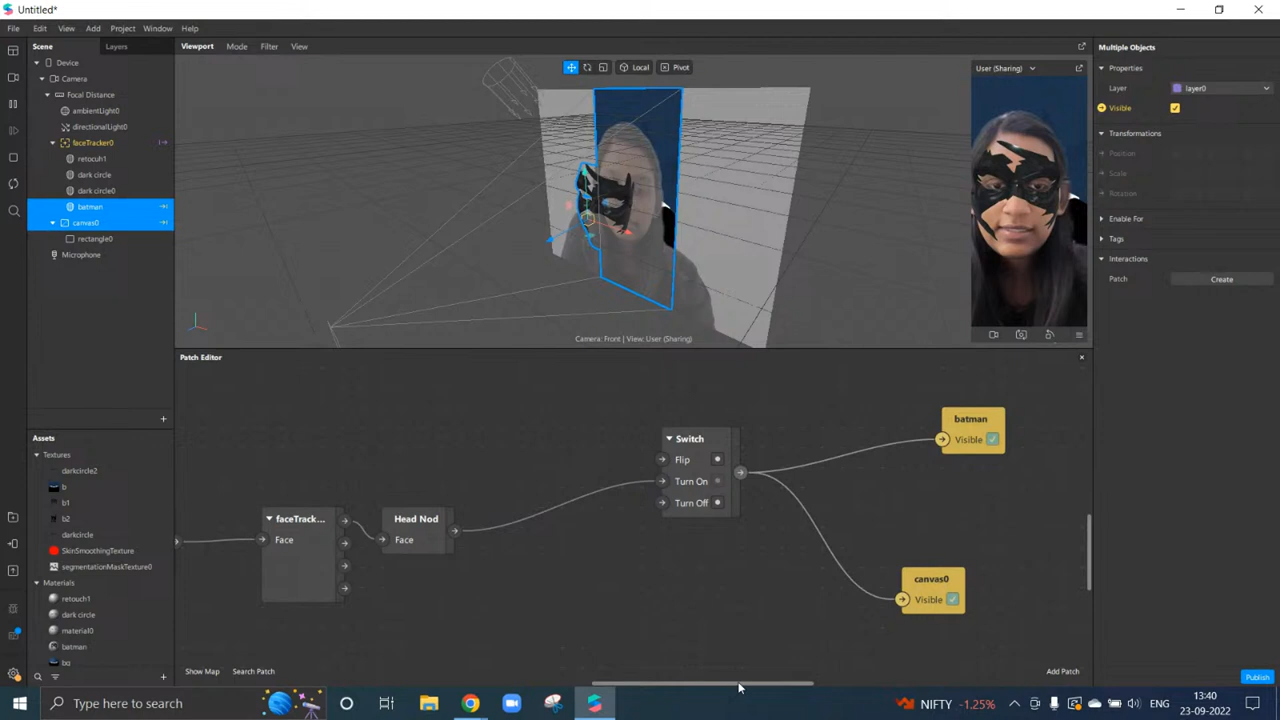 Untitled*
File Edit View Add Project Window Help
Scene Layers
Device
Camera
Focal Distance
ambientLight0
directionalLight0
faceTracker0
retocuh1
dark circle
dark circle0
batman
canvas0
rectangle0
Microphone
Assets
Textures
darkcircle2
b
b1
b2
darkcircle
SkinSmoothingTexture
segmentationMaskTexture0
Materials
retouch1
dark circle
material0
batman
bg
Viewport Mode Filter View
Local Pivot
User (Sharing)
Camera: Front | View: User (Sharing)
Patch Editor
faceTrack...
Face
Head Nod
Face
Switch
Flip
Turn On
Turn Off
batman
Visible
canvas0
Visible
Show Map Search Patch Add Patch
Multiple Objects
Properties
Layer layer0
Visible
Transformations
Position
Scale
Rotation
Enable For
Tags
Interactions
Patch Create
Publish
Type here to search
NIFTY -1.25%
ENG
13:40
23-09-2022